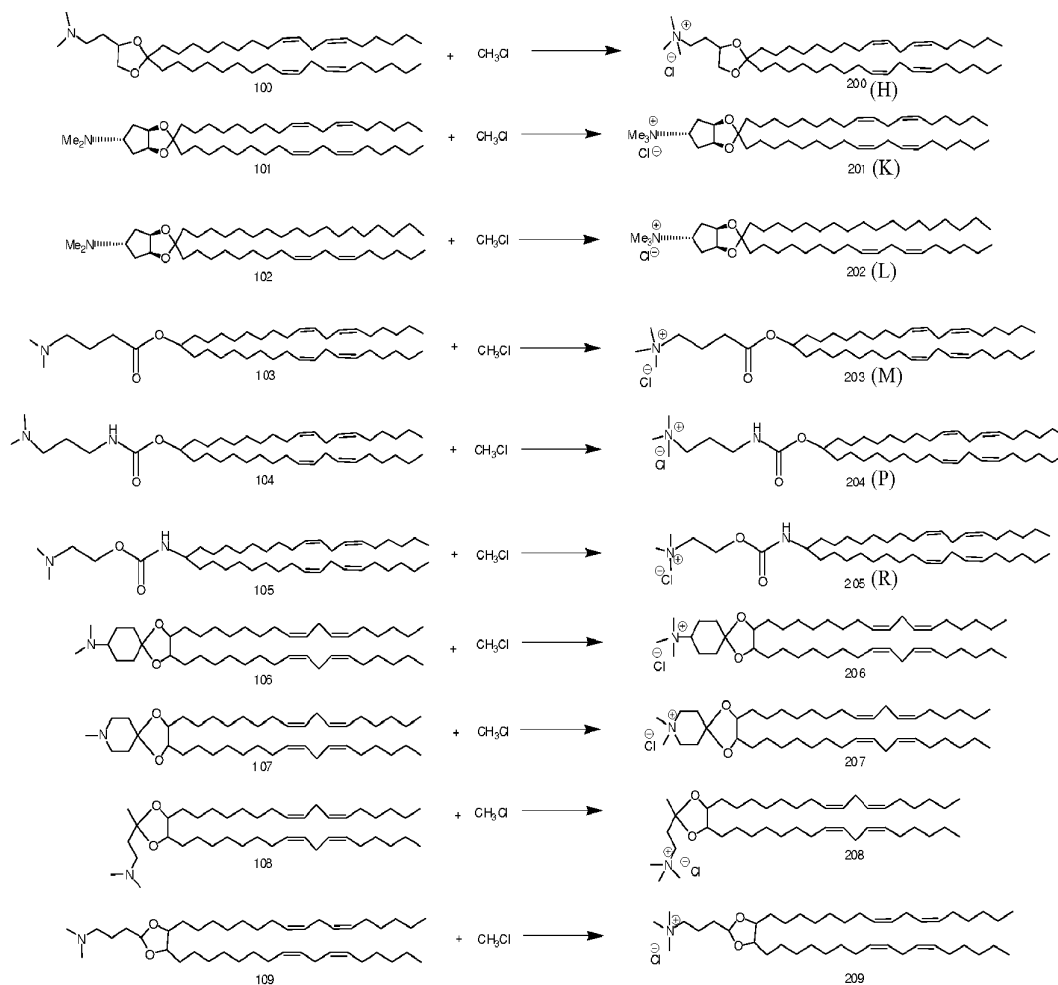 N
O
O
100
+
CH3Cl
N
⊕
⊖
Cl
O
O
200 (H)
Me2N
O
O
101
+
CH3Cl
⊕
Me3N
Cl⊖
O
O
201 (K)
Me2N
O
O
102
+
CH3Cl
⊕
Me3N
Cl⊖
O
O
202 (L)
N
O
O
103
+
CH3Cl
N
⊕
⊖
Cl
O
O
203 (M)
N
H
N
O
O
104
+
CH3Cl
N
⊕
⊖
Cl
H
N
O
O
204 (P)
N
O
O
H
N
105
+
CH3Cl
N
⊕
⊖
Cl
O
O
H
N
205 (R)
N
O
O
106
+
CH3Cl
N
⊕
⊖
Cl
O
O
206
N
O
O
107
+
CH3Cl
N
⊕
⊖
Cl
O
O
207
O
O
N
108
+
CH3Cl
O
O
N
⊕
⊖
Cl
208
N
O
O
109
+
CH3Cl
N
⊕
⊖
Cl
O
O
209